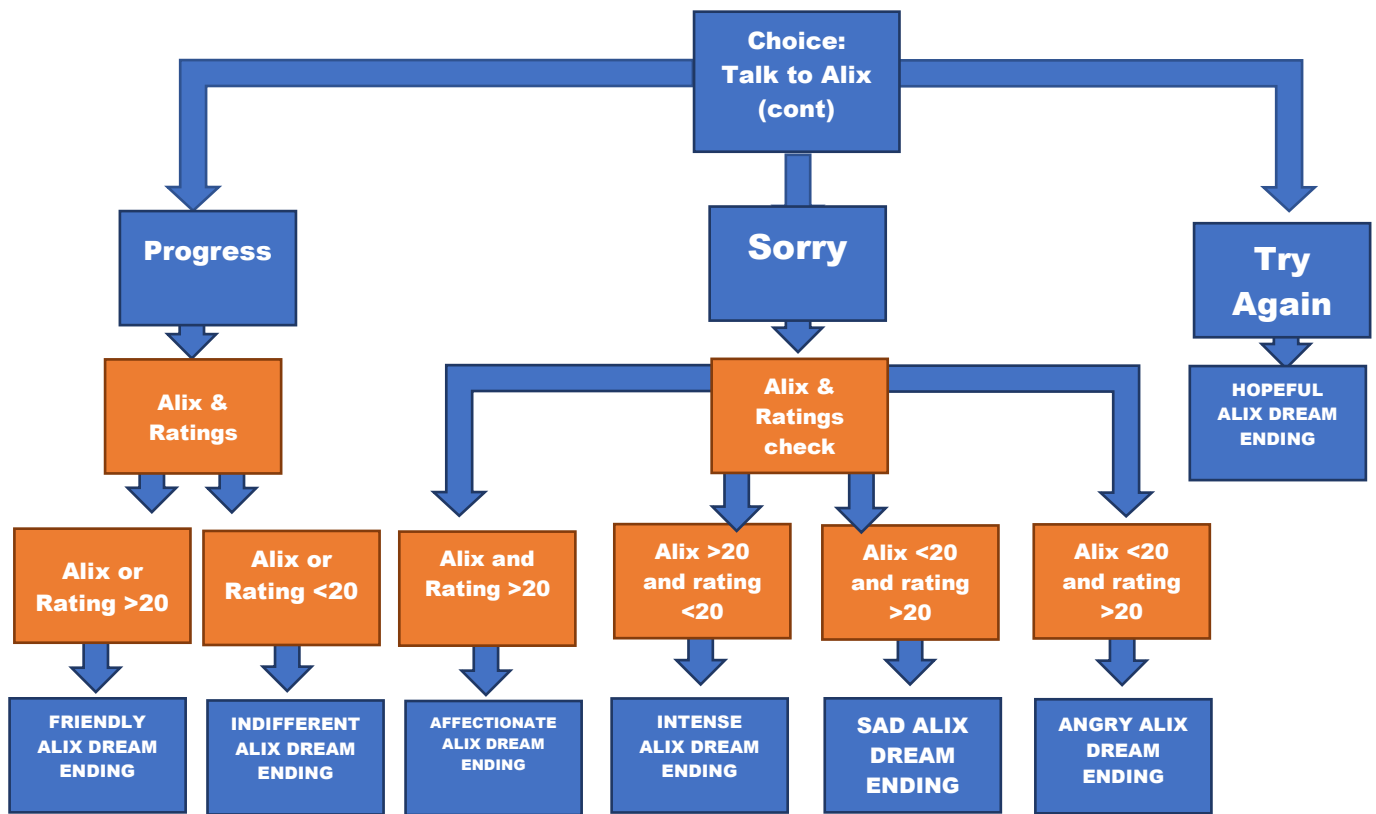 Choice:
Talk to Alix
(cont)
Progress
Sorry
Try
Again
Alix &
Ratings
Alix &
Ratings
check
HOPEFUL
ALIX DREAM
ENDING
Alix or
Rating >20
Alix or
Rating <20
Alix and
Rating >20
Alix >20
and rating
<20
Alix <20
and rating
>20
Alix <20
and rating
>20
FRIENDLY
ALIX DREAM
ENDING
INDIFFERENT
ALIX DREAM
ENDING
AFFECTIONATE
ALIX DREAM
ENDING
INTENSE
ALIX DREAM
ENDING
SAD ALIX
DREAM
ENDING
ANGRY ALIX
DREAM
ENDING